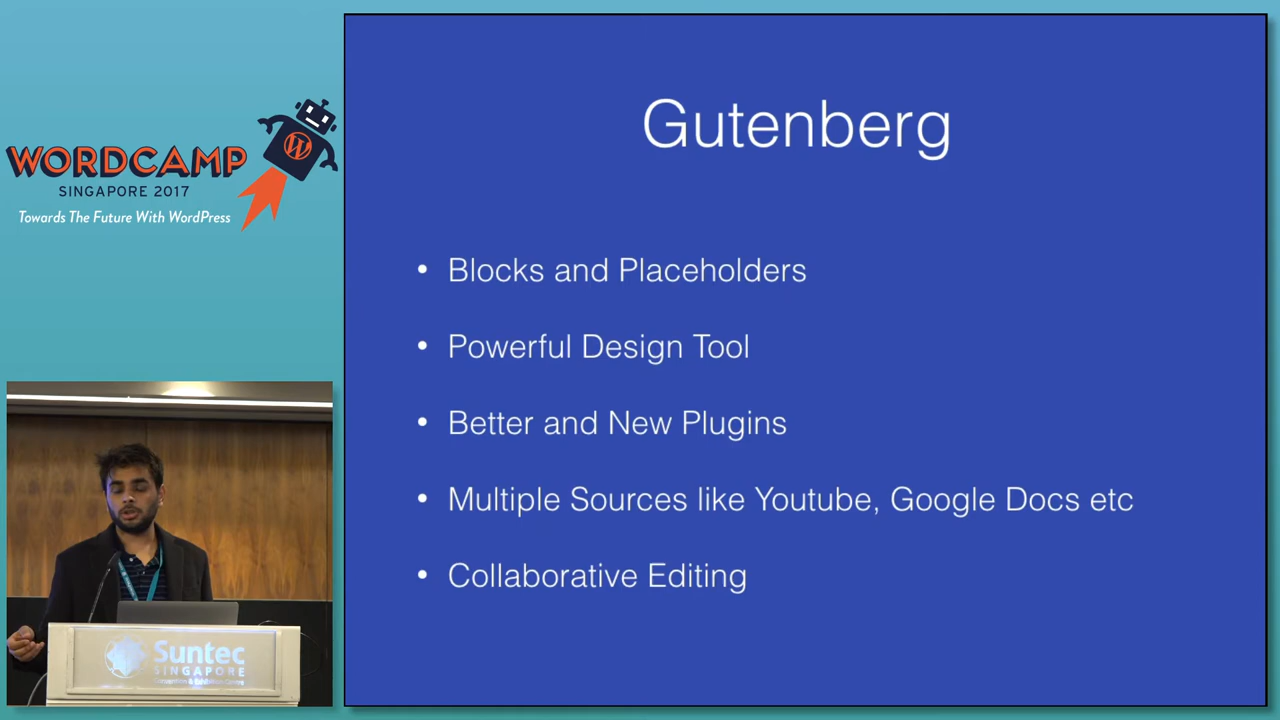 WORDCAMP
SINGAPORE 2017
Towards The Future With WordPress
Gutenberg
• Blocks and Placeholders
• Powerful Design Tool
• Better and New Plugins
• Multiple Sources like Youtube, Google Docs etc
• Collaborative Editing
Suntec
SINGAPORE